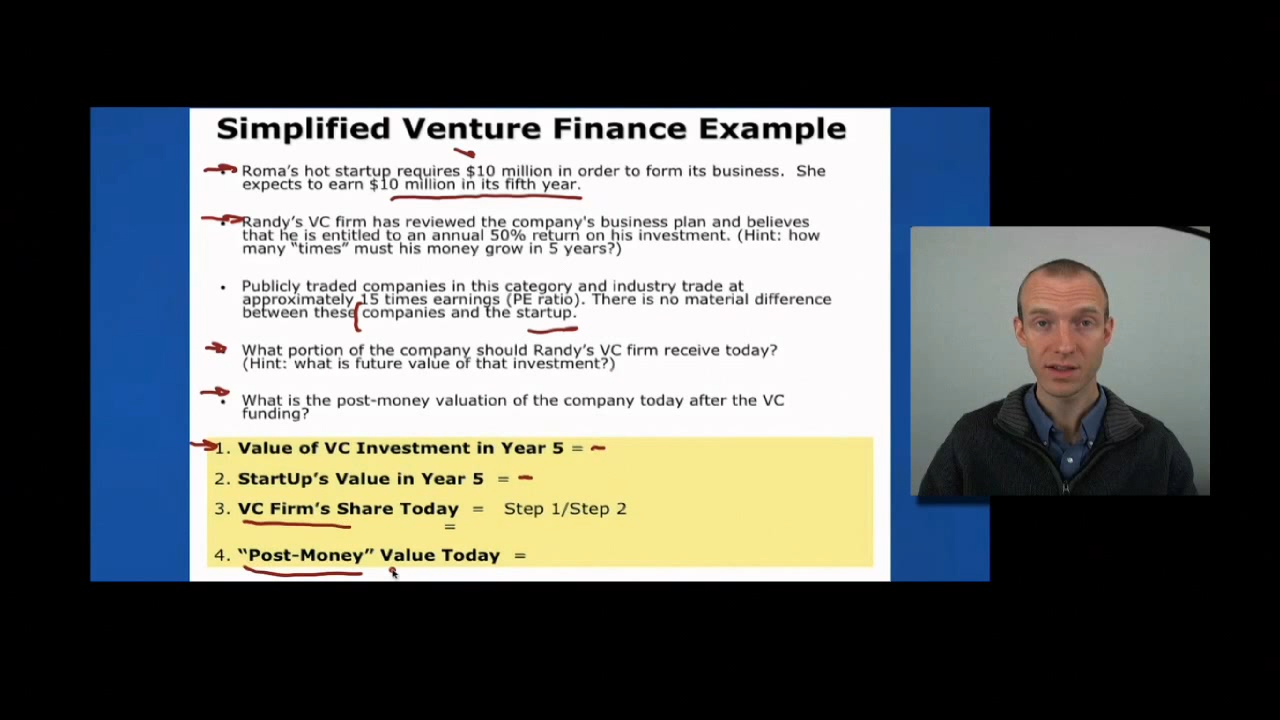 Simplified Venture Finance Example
• Roma's hot startup requires $10 million in order to form its business. She
expects to earn $10 million in its fifth year.
• Randy's VC firm has reviewed the company's business plan and believes
that he is entitled to an annual 50% return on his investment. (Hint: how
many “times” must his money grow in 5 years?)
• Publicly traded companies in this category and industry trade at
approximately 15 times earnings (PE ratio). There is no material difference
between these companies and the startup.
• What portion of the company should Randy's VC firm receive today?
(Hint: what is future value of that investment?)
• What is the post-money valuation of the company today after the VC
funding?
1. Value of VC Investment in Year 5 =
2. StartUp's Value in Year 5 =
3. VC Firm's Share Today = Step 1/Step 2
=
4. “Post-Money” Value Today =